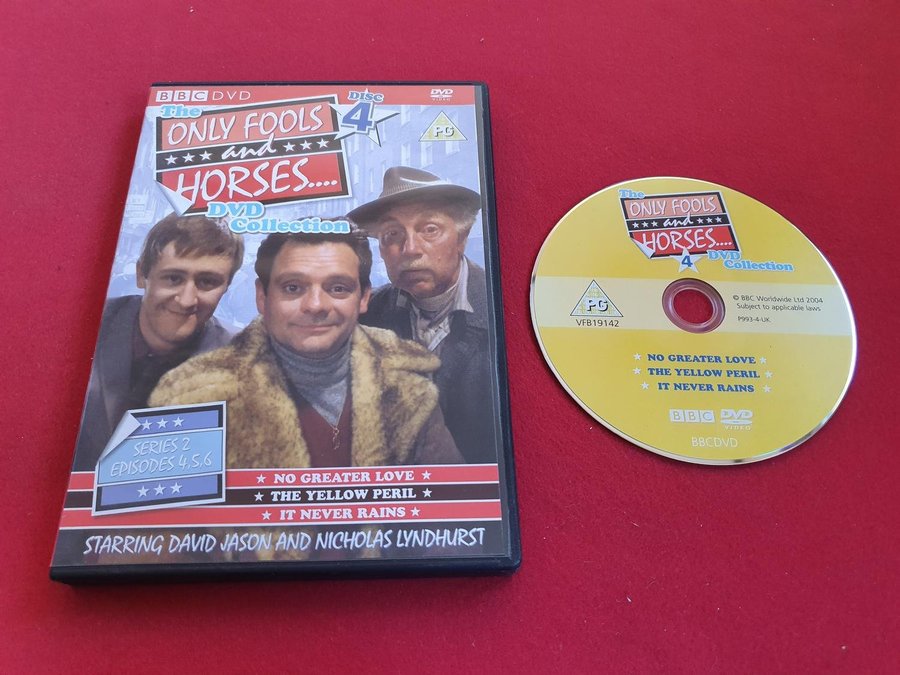 BBC DVD
DVD
VIDEO
The
DISC
4
ONLY FOOLS
and
HORSES....
DVD
Collection
PG
SERIES 2
EPISODES 4,5,6
NO GREATER LOVE
THE YELLOW PERIL
IT NEVER RAINS
STARRING DAVID JASON AND NICHOLAS LYNDHURST
The
ONLY FOOLS
and
HORSES....
4
DVD
Collection
PG
VFB19142
© BBC Worldwide Ltd 2004
Subject to applicable laws
P993-4-UK
NO GREATER LOVE
THE YELLOW PERIL
IT NEVER RAINS
BBC DVD
VIDEO
BBCDVD